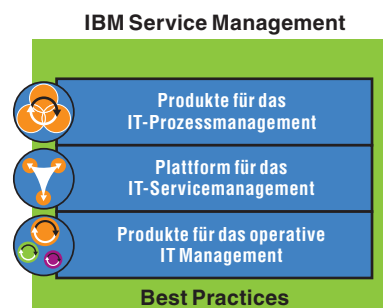 IBM Service Management
Produkte für das
IT-Prozessmanagement
Plattform für das
IT-Servicemanagement
Produkte für das operative
IT Management
Best Practices